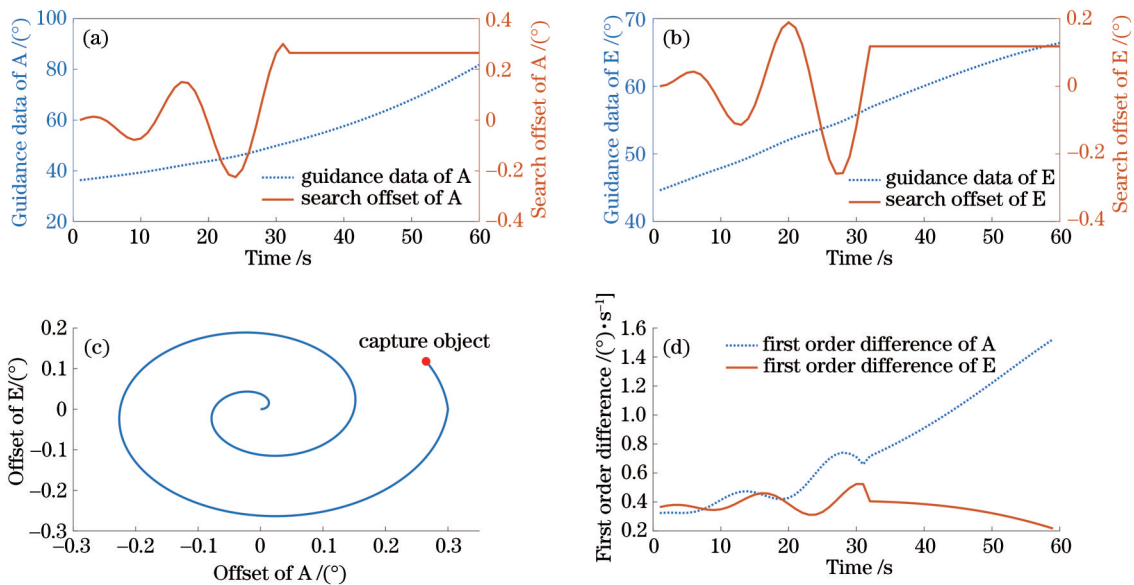 (a)
Guidance data of A /(°)
100
80
60
40
20
Search offset of A /(°)
0.4
0.2
0
−0.2
−0.4
guidance data of A
search offset of A
0 10 20 30 40 50 60
Time /s
(b)
Guidance data of E /(°)
70
60
50
40
Search offset of E /(°)
0.2
0
−0.2
−0.4
guidance data of E
search offset of E
0 10 20 30 40 50 60
Time /s
(c)
Offset of E/(°)
0.2
0.1
0
−0.1
−0.2
−0.3
capture object
−0.3 −0.2 −0.1 0 0.1 0.2 0.3
Offset of A /(°)
(d)
First order difference /(°)•s⁻¹]
1.6
1.4
1.2
1.0
0.8
0.6
0.4
0.2
first order difference of A
first order difference of E
0 10 20 30 40 50 60
Time /s